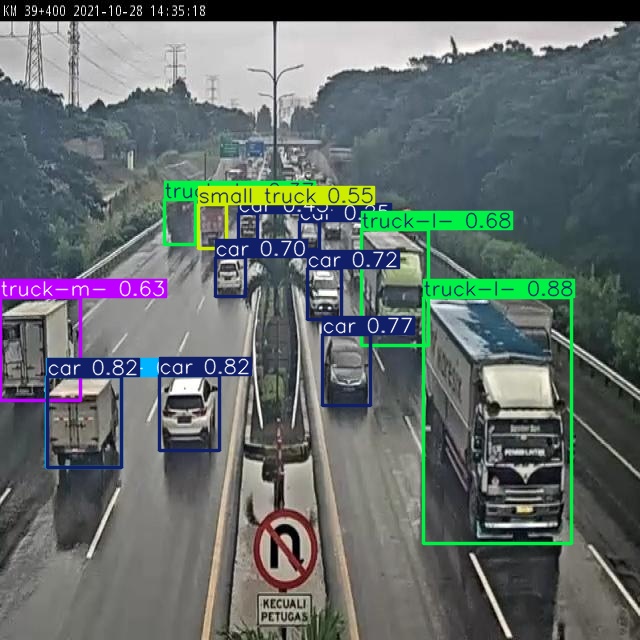 KM 39+400 2021-10-28 14:35:18
small truck 0.55
truck-l- 0.68
car 0.70
car 0.72
truck-m- 0.63
truck-l- 0.88
car 0.77
car 0.82
car 0.82
KECUALI
PETUGAS